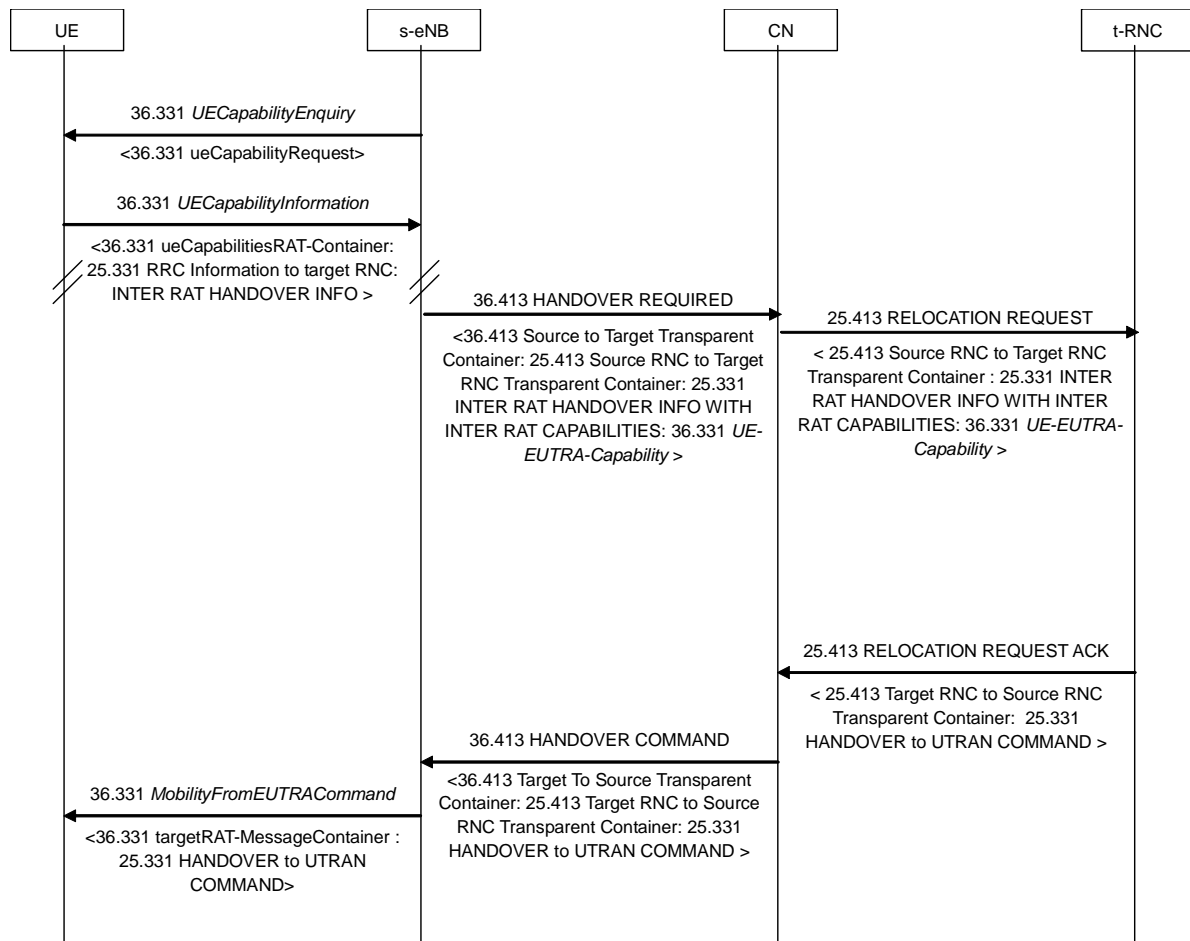 UE
s-eNB
CN
t-RNC
36.331 UECapabilityEnquiry
<36.331 ueCapabilityRequest>
36.331 UECapabilityInformation
<36.331 ueCapabilitiesRAT-Container:
25.331 RRC Information to target RNC:
INTER RAT HANDOVER INFO >
36.413 HANDOVER REQUIRED
<36.413 Source to Target Transparent
Container: 25.413 Source RNC to Target
RNC Transparent Container: 25.331
INTER RAT HANDOVER INFO WITH
INTER RAT CAPABILITIES: 36.331 UE-
EUTRA-Capability >
25.413 RELOCATION REQUEST
< 25.413 Source RNC to Target RNC
Transparent Container : 25.331 INTER
RAT HANDOVER INFO WITH INTER
RAT CAPABILITIES: 36.331 UE-EUTRA-
Capability >
25.413 RELOCATION REQUEST ACK
< 25.413 Target RNC to Source RNC
Transparent Container:  25.331
HANDOVER to UTRAN COMMAND >
36.413 HANDOVER COMMAND
<36.413 Target To Source Transparent
Container: 25.413 Target RNC to Source
RNC Transparent Container: 25.331
HANDOVER to UTRAN COMMAND >
36.331 MobilityFromEUTRACommand
<36.331 targetRAT-MessageContainer :
25.331 HANDOVER to UTRAN
COMMAND>